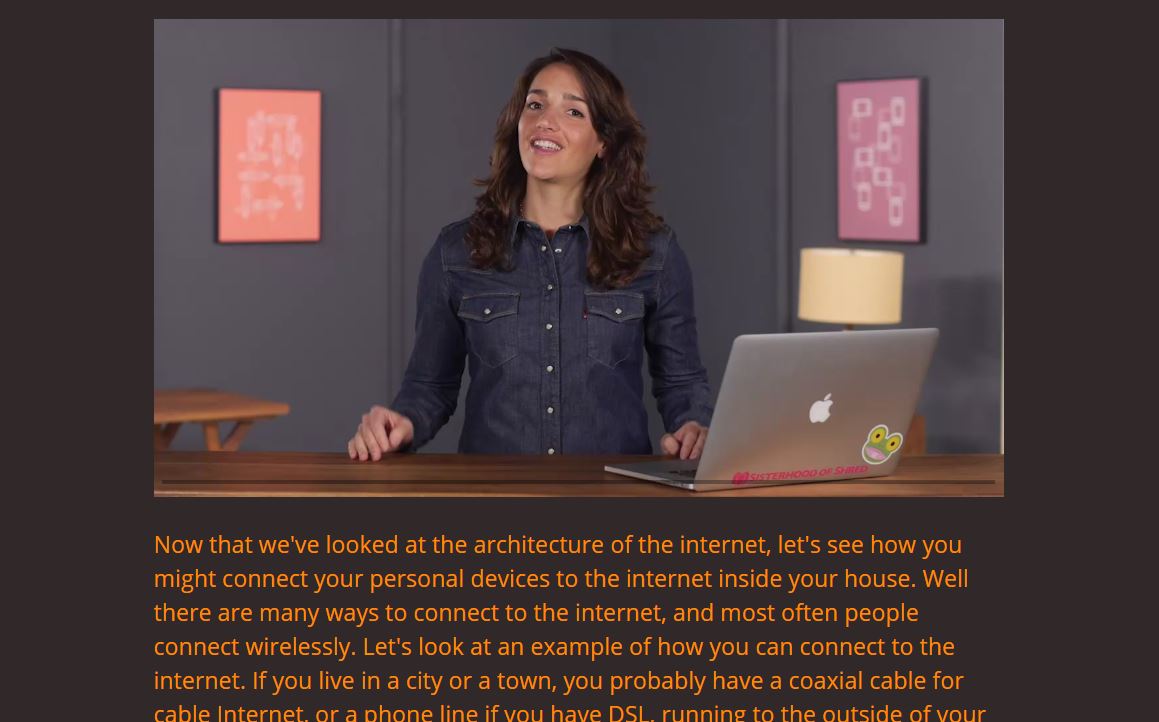 SISTERHOOD OF SHRED
Now that we've looked at the architecture of the internet, let's see how you
might connect your personal devices to the internet inside your house. Well
there are many ways to connect to the internet, and most often people
connect wirelessly. Let's look at an example of how you can connect to the
internet. If you live in a city or a town, you probably have a coaxial cable for
cable Internet, or a phone line if you have DSL, running to the outside of your